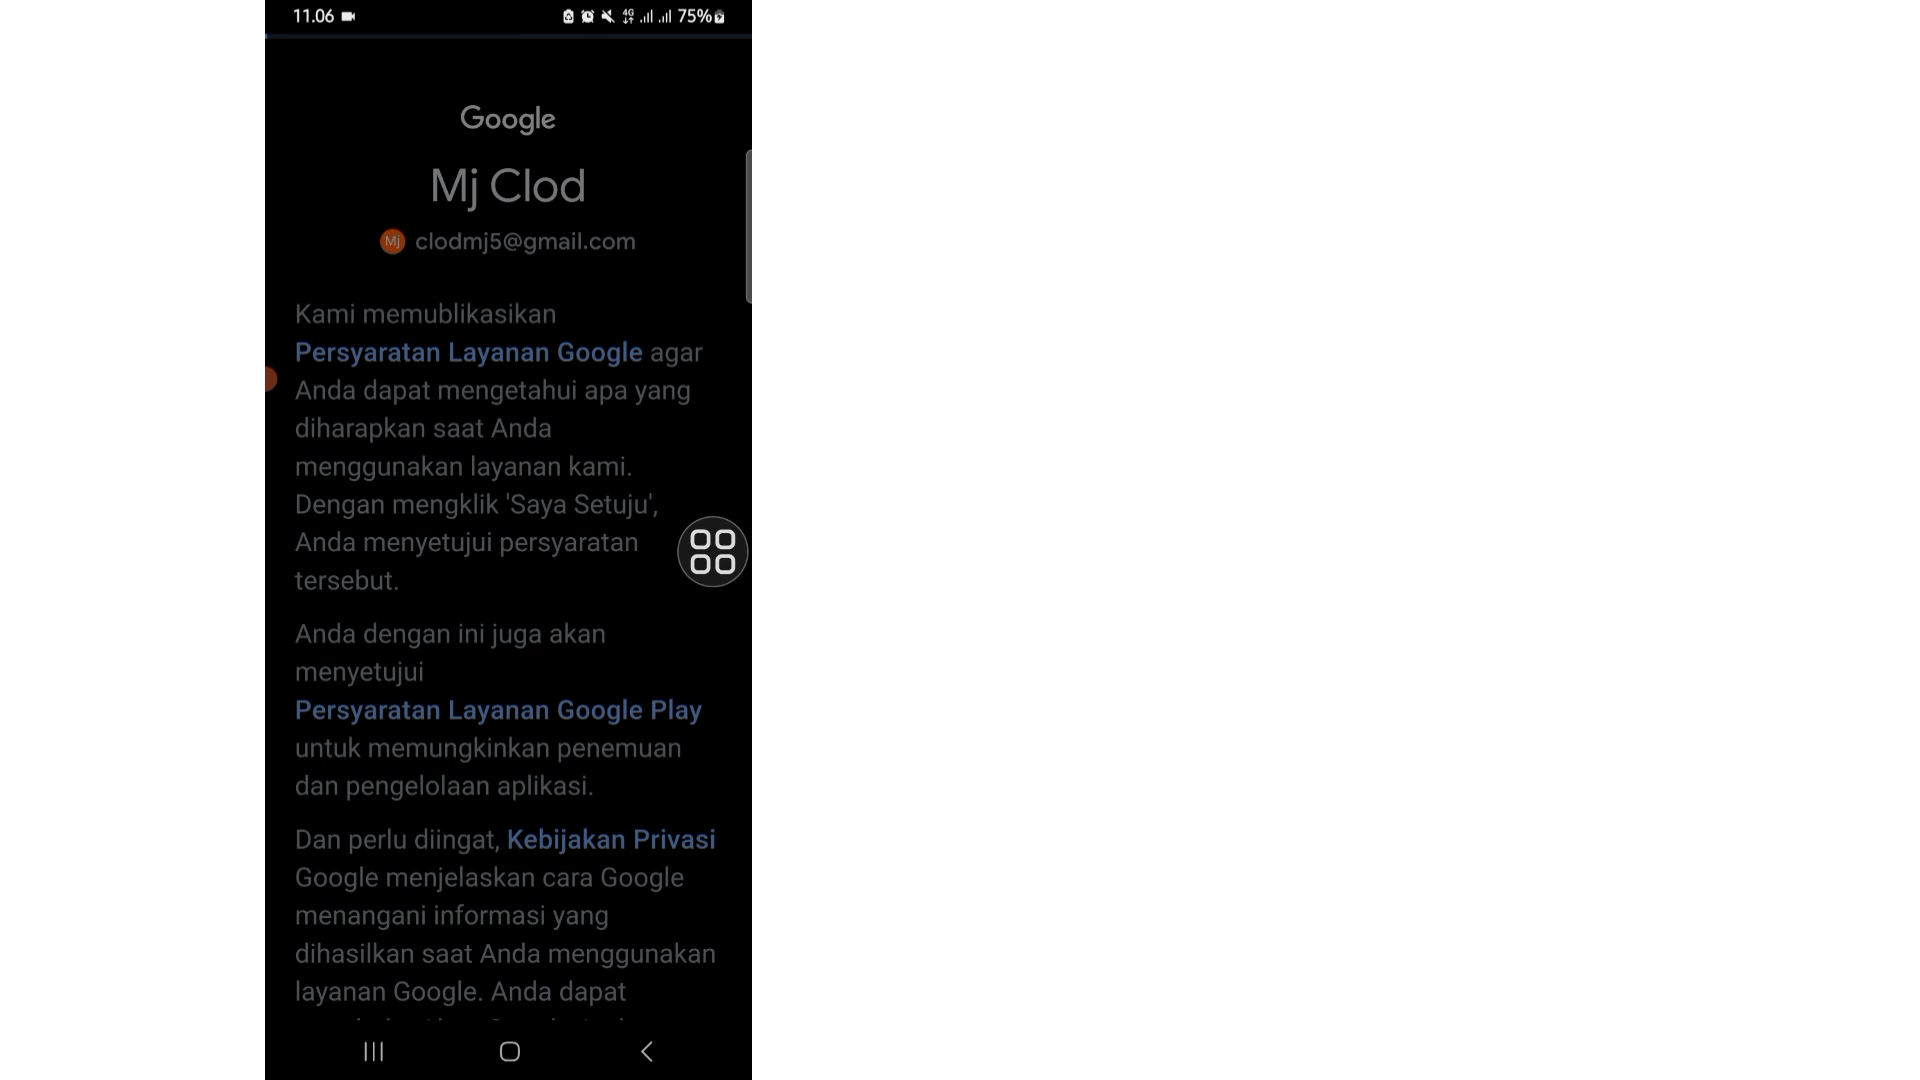 11.06
4G
75%
Google
Mj Clod
Mj clodmj5@gmail.com
Kami memublikasikan
Persyaratan Layanan Google agar
Anda dapat mengetahui apa yang
diharapkan saat Anda
menggunakan layanan kami.
Dengan mengklik 'Saya Setuju',
Anda menyetujui persyaratan
tersebut.
Anda dengan ini juga akan
menyetujui
Persyaratan Layanan Google Play
untuk memungkinkan penemuan
dan pengelolaan aplikasi.
Dan perlu diingat, Kebijakan Privasi
Google menjelaskan cara Google
menangani informasi yang
dihasilkan saat Anda menggunakan
layanan Google. Anda dapat